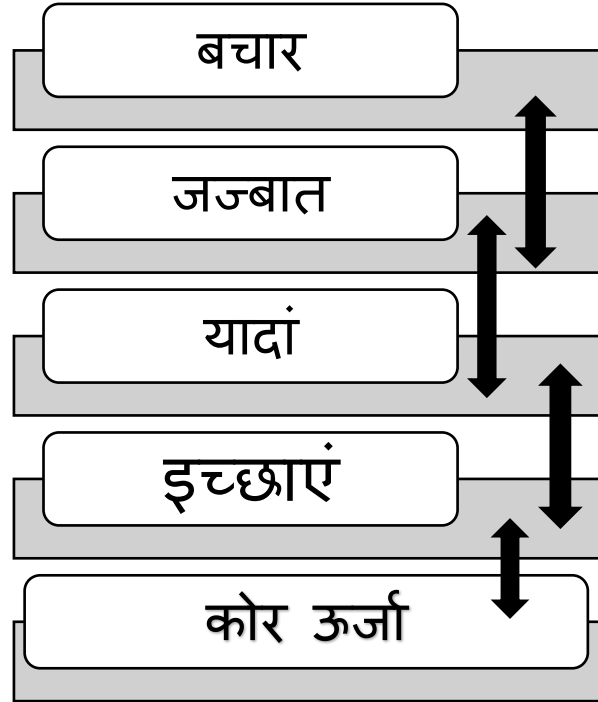 बचार
जज्बात
यादां
इच्छाएं
कोर ऊर्जा